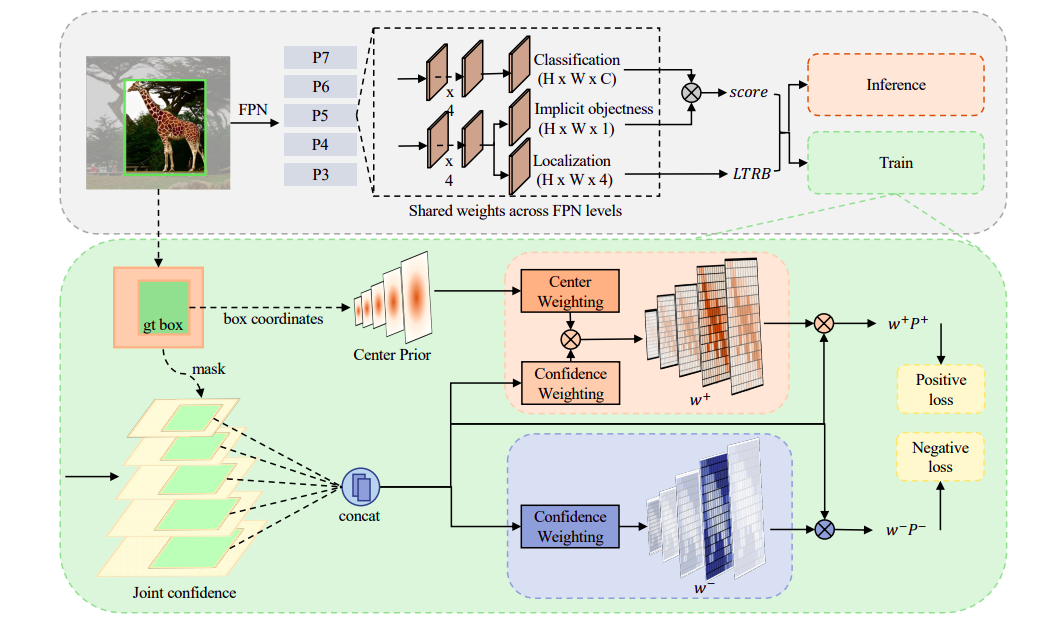 FPN
P7
P6
P5
P4
P3
x
4
x
4
Classification
(H x W x C)
Implicit objectness
(H x W x 1)
Localization
(H x W x 4)
score
LTRB
Inference
Train
Shared weights across FPN levels
gt box
box coordinates
mask
Center Prior
Center
Weighting
Confidence
Weighting
w⁺
w⁺P⁺
Positive
loss
Negative
loss
concat
Confidence
Weighting
w⁻
w⁻P⁻
Joint confidence